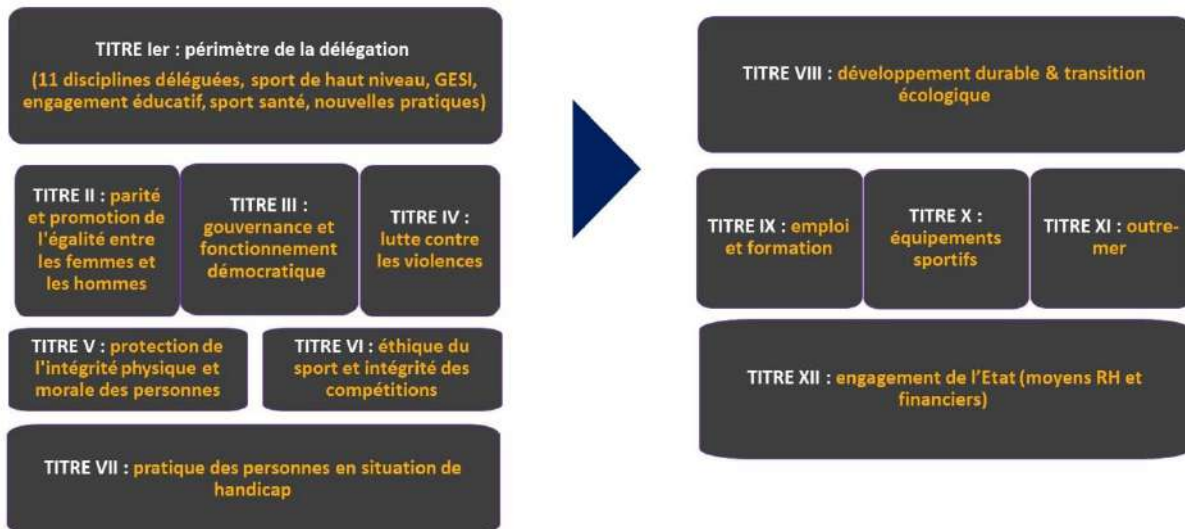 TITRE Ier : périmètre de la délégation
(11 disciplines déléguées, sport de haut niveau, GESI,
engagement éducatif, sport santé, nouvelles pratiques)
TITRE II : parité
et promotion de
l'égalité entre
les femmes et
les hommes
TITRE III :
gouvernance et
fonctionnement
démocratique
TITRE IV :
lutte contre
les violences
TITRE V : protection de
l'intégrité physique et
morale des personnes
TITRE VI : éthique du
sport et intégrité des
compétitions
TITRE VII : pratique des personnes en situation de
handicap
TITRE VIII : développement durable & transition
écologique
TITRE IX : emploi
et formation
TITRE X :
équipements
sportifs
TITRE XI : outre-
mer
TITRE XII : engagement de l'Etat (moyens RH et
financiers)